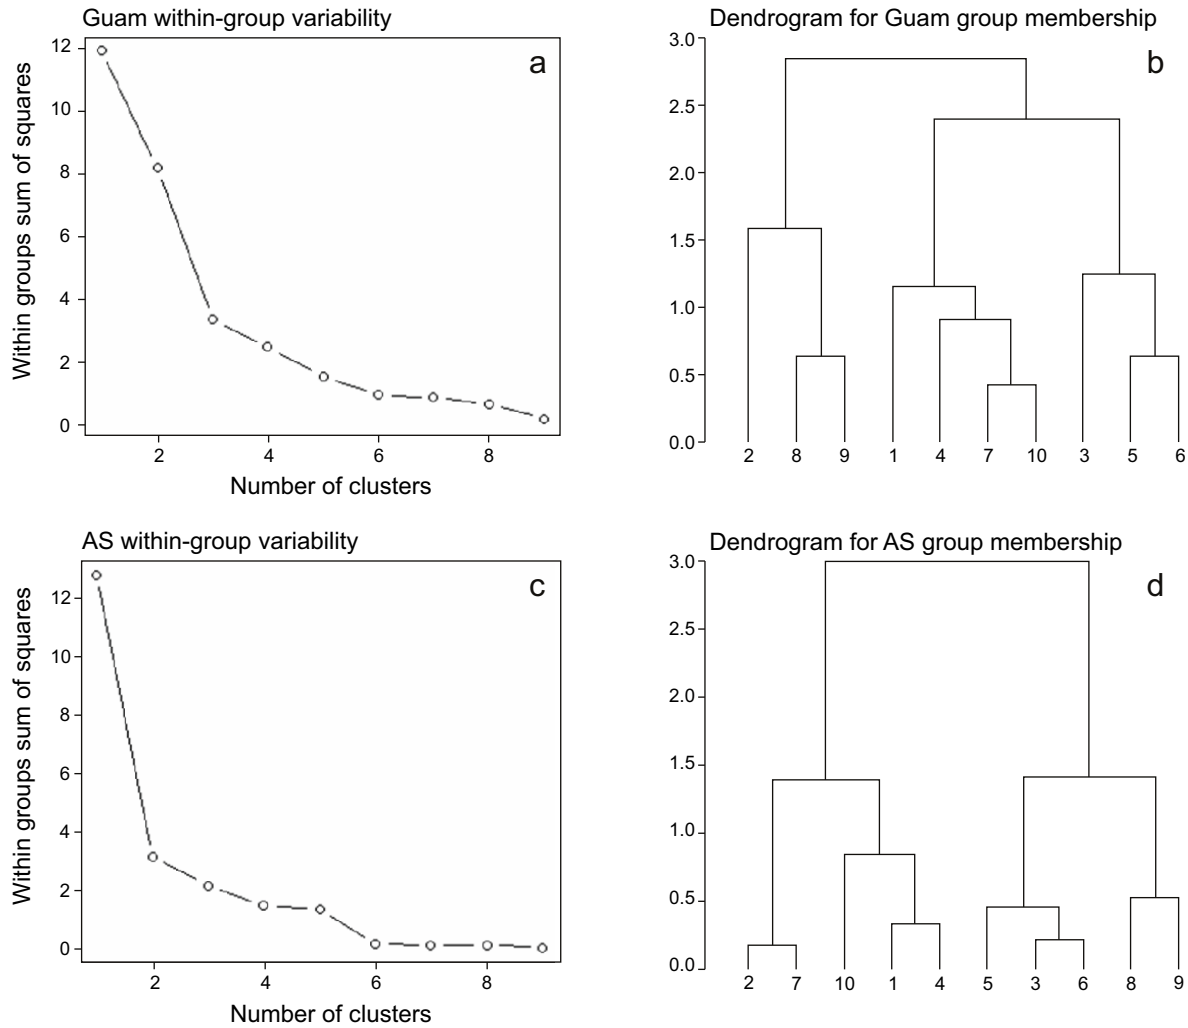 Guam within-group variability
a
Within groups sum of squares
12
10
8
6
4
2
0
2 4 6 8
Number of clusters
Dendrogram for Guam group membership
b
3.0
2.5
2.0
1.5
1.0
0.5
0.0
2 8 9 1 4 7 10 3 5 6
AS within-group variability
c
Within groups sum of squares
12
10
8
6
4
2
0
2 4 6 8
Number of clusters
Dendrogram for AS group membership
d
3.0
2.5
2.0
1.5
1.0
0.5
0.0
2 7 10 1 4 5 3 6 8 9